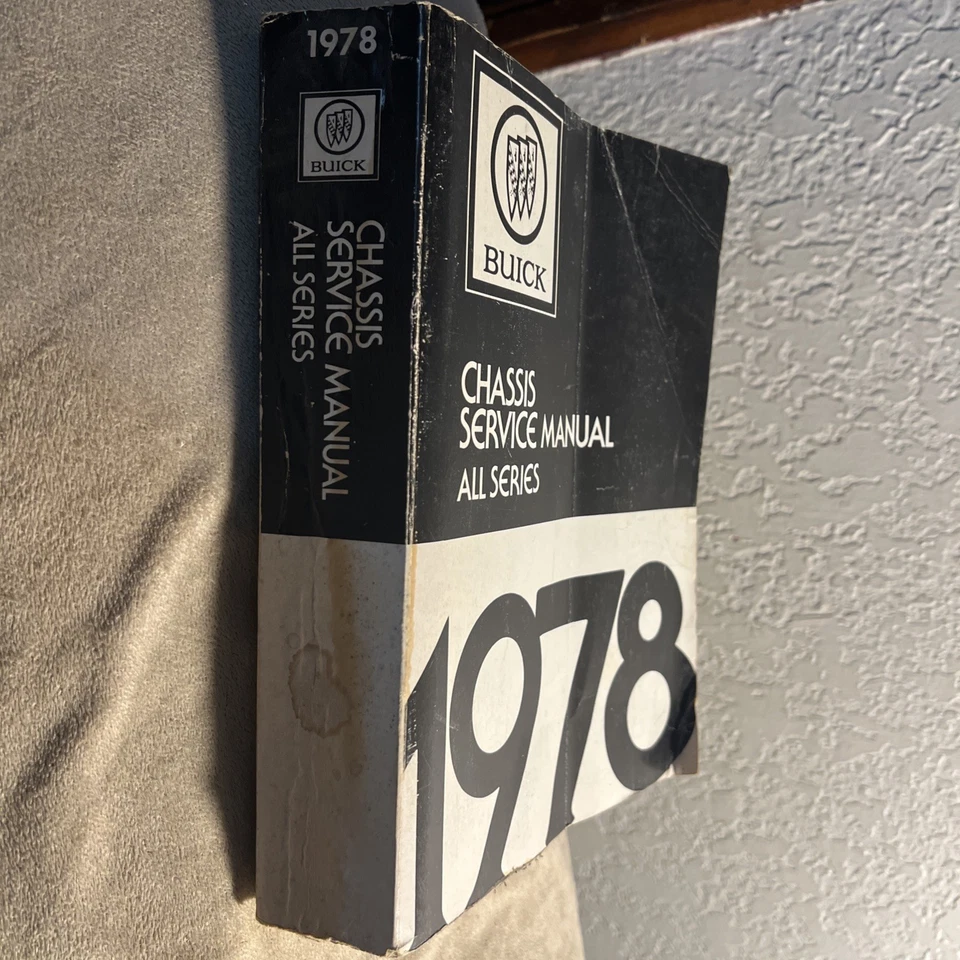 1978
BUICK
CHASSIS
SERVICE MANUAL
ALL SERIES
BUICK
CHASSIS
SERVICE MANUAL
ALL SERIES
1978